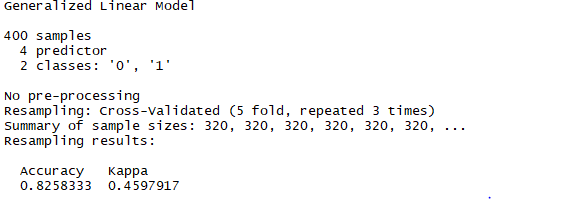 Generalized Linear Model
400 samples
4 predictor
2 classes: '0', '1'
No pre-processing
Resampling: Cross-Validated (5 fold, repeated 3 times)
Summary of sample sizes: 320, 320, 320, 320, 320, 320, ...
Resampling results:
Accuracy Kappa
0.8258333 0.4597917